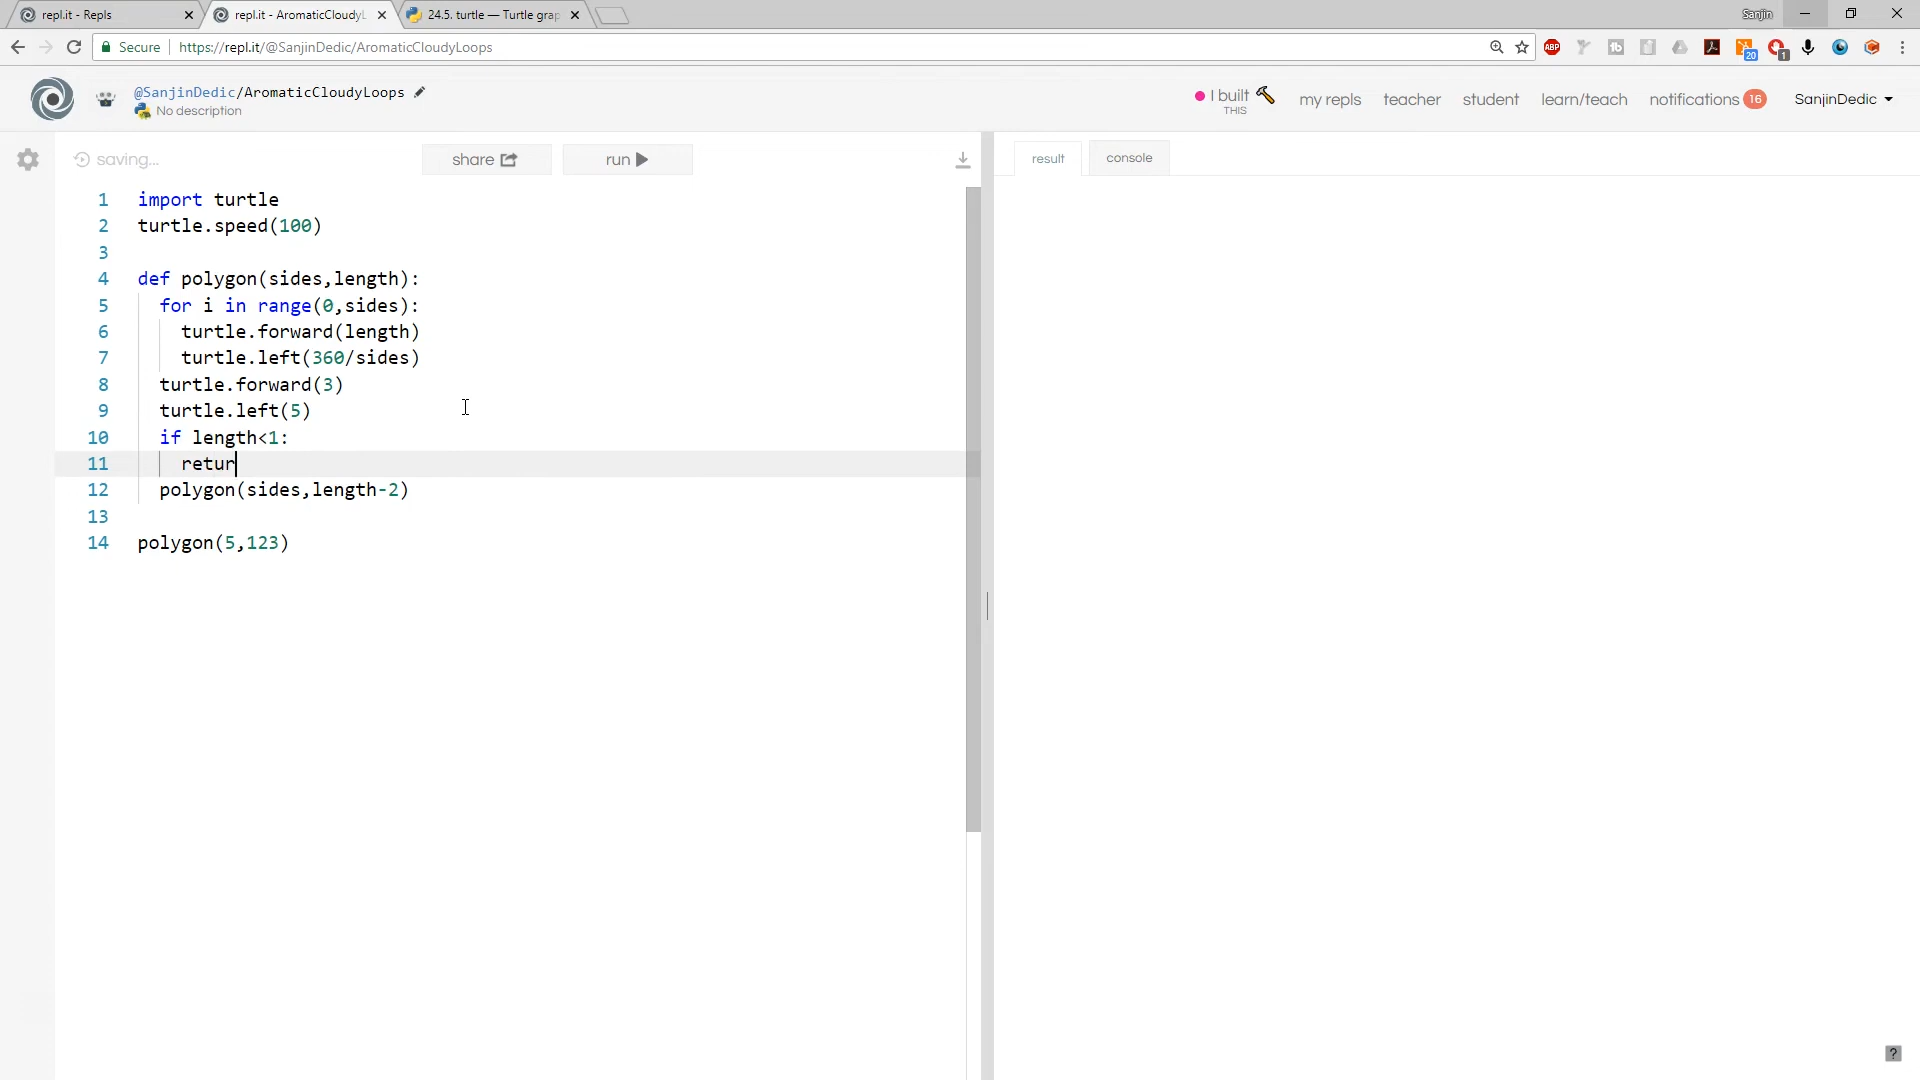 repl.it - Repls
repl.it - AromaticCloudyL
24.5. turtle — Turtle grap
Sanjin
Secure
https://repl.it/@SanjinDedic/AromaticCloudyLoops
ABP
20
1
@SanjinDedic/AromaticCloudyLoops
No description
I built
THIS
my repls
teacher
student
learn/teach
notifications 16
SanjinDedic
saving...
share
run
result
console
1 import turtle
2 turtle.speed(100)
3
4 def polygon(sides,length):
5 for i in range(0,sides):
6 turtle.forward(length)
7 turtle.left(360/sides)
8 turtle.forward(3)
9 turtle.left(5)
10 if length<1:
11 retur
12 polygon(sides,length-2)
13
14 polygon(5,123)
?